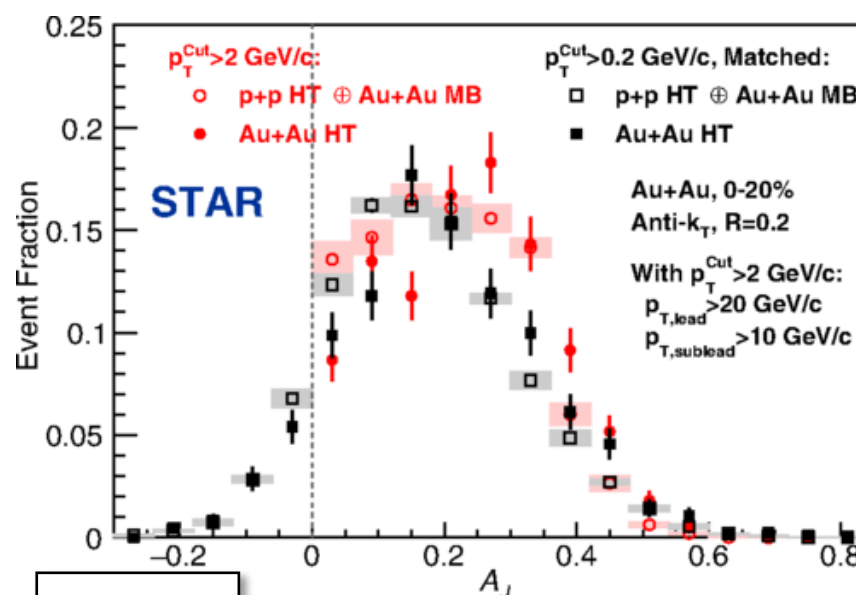 0.25
0.2
0.15
0.1
0.05
0
Event Fraction
p_T^Cut>2 GeV/c:
p+p HT ⊕ Au+Au MB
Au+Au HT
STAR
p_T^Cut>0.2 GeV/c, Matched:
p+p HT ⊕ Au+Au MB
Au+Au HT
Au+Au, 0-20%
Anti-k_T, R=0.2
With p_T^Cut>2 GeV/c:
p_T,lead>20 GeV/c
p_T,sublead>10 GeV/c
−0.2 0 0.2 0.4 0.6 0.8
A_J